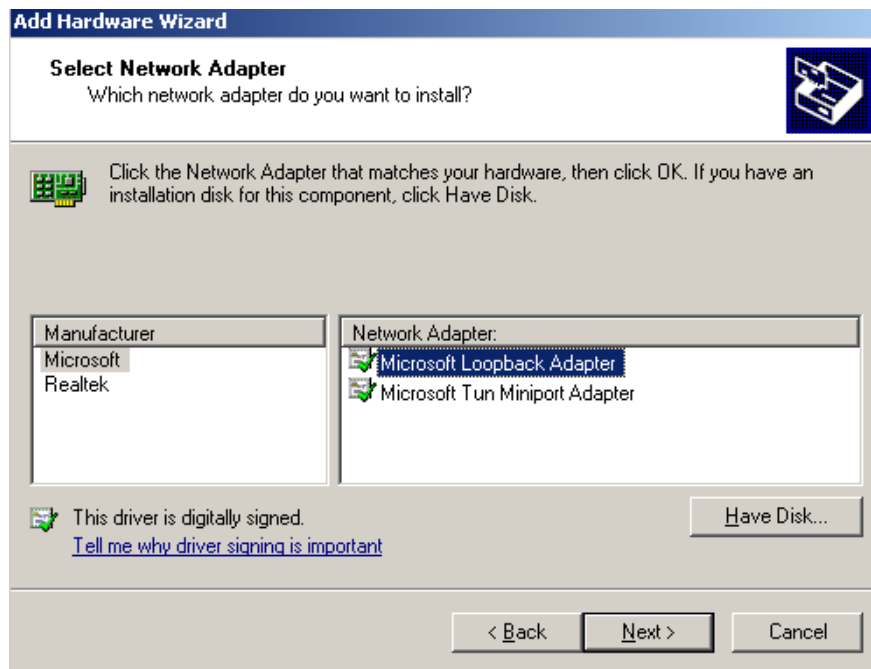 Add Hardware Wizard
Select Network Adapter
Which network adapter do you want to install?
Click the Network Adapter that matches your hardware, then click OK. If you have an
installation disk for this component, click Have Disk.
Manufacturer
Microsoft
Realtek
Network Adapter:
Microsoft Loopback Adapter
Microsoft Tun Miniport Adapter
This driver is digitally signed.
Tell me why driver signing is important
Have Disk...
< Back
Next >
Cancel